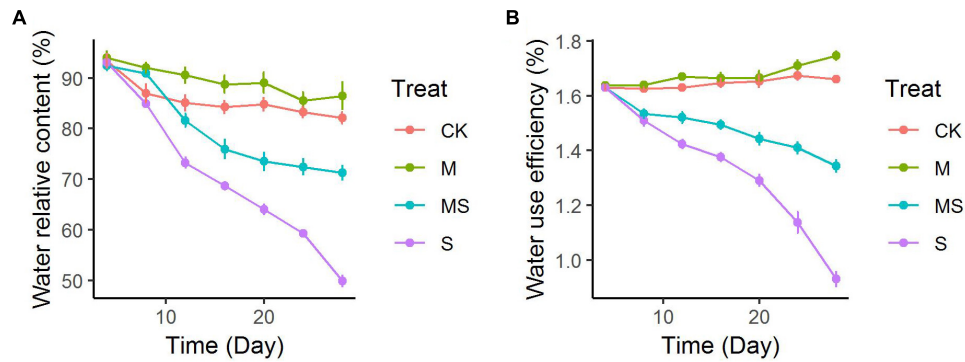 A
Water relative content (%)
90
80
70
60
50
10
20
Time (Day)
Treat
CK
M
MS
S
B
Water use efficiency (%)
1.8
1.6
1.4
1.2
1.0
10
20
Time (Day)
Treat
CK
M
MS
S